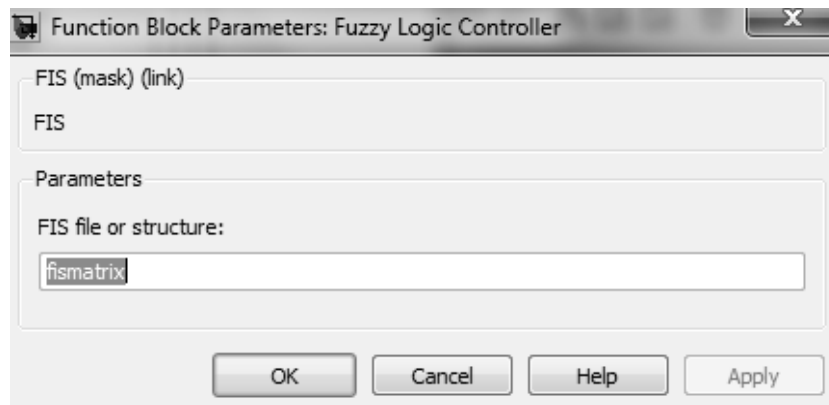 Function Block Parameters: Fuzzy Logic Controller
FIS (mask) (link)
FIS
Parameters
FIS file or structure:
fismatrix
OK Cancel Help Apply